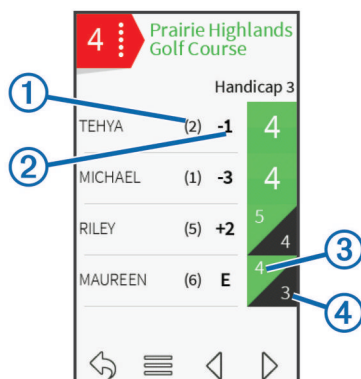 4 Prairie Highlands
Golf Course
Handicap 3
1
TEHYA (2) -1 4
2
MICHAEL (1) -3 4
RILEY (5) +2 5 4
3
MAUREEN (6) E 4 3
4